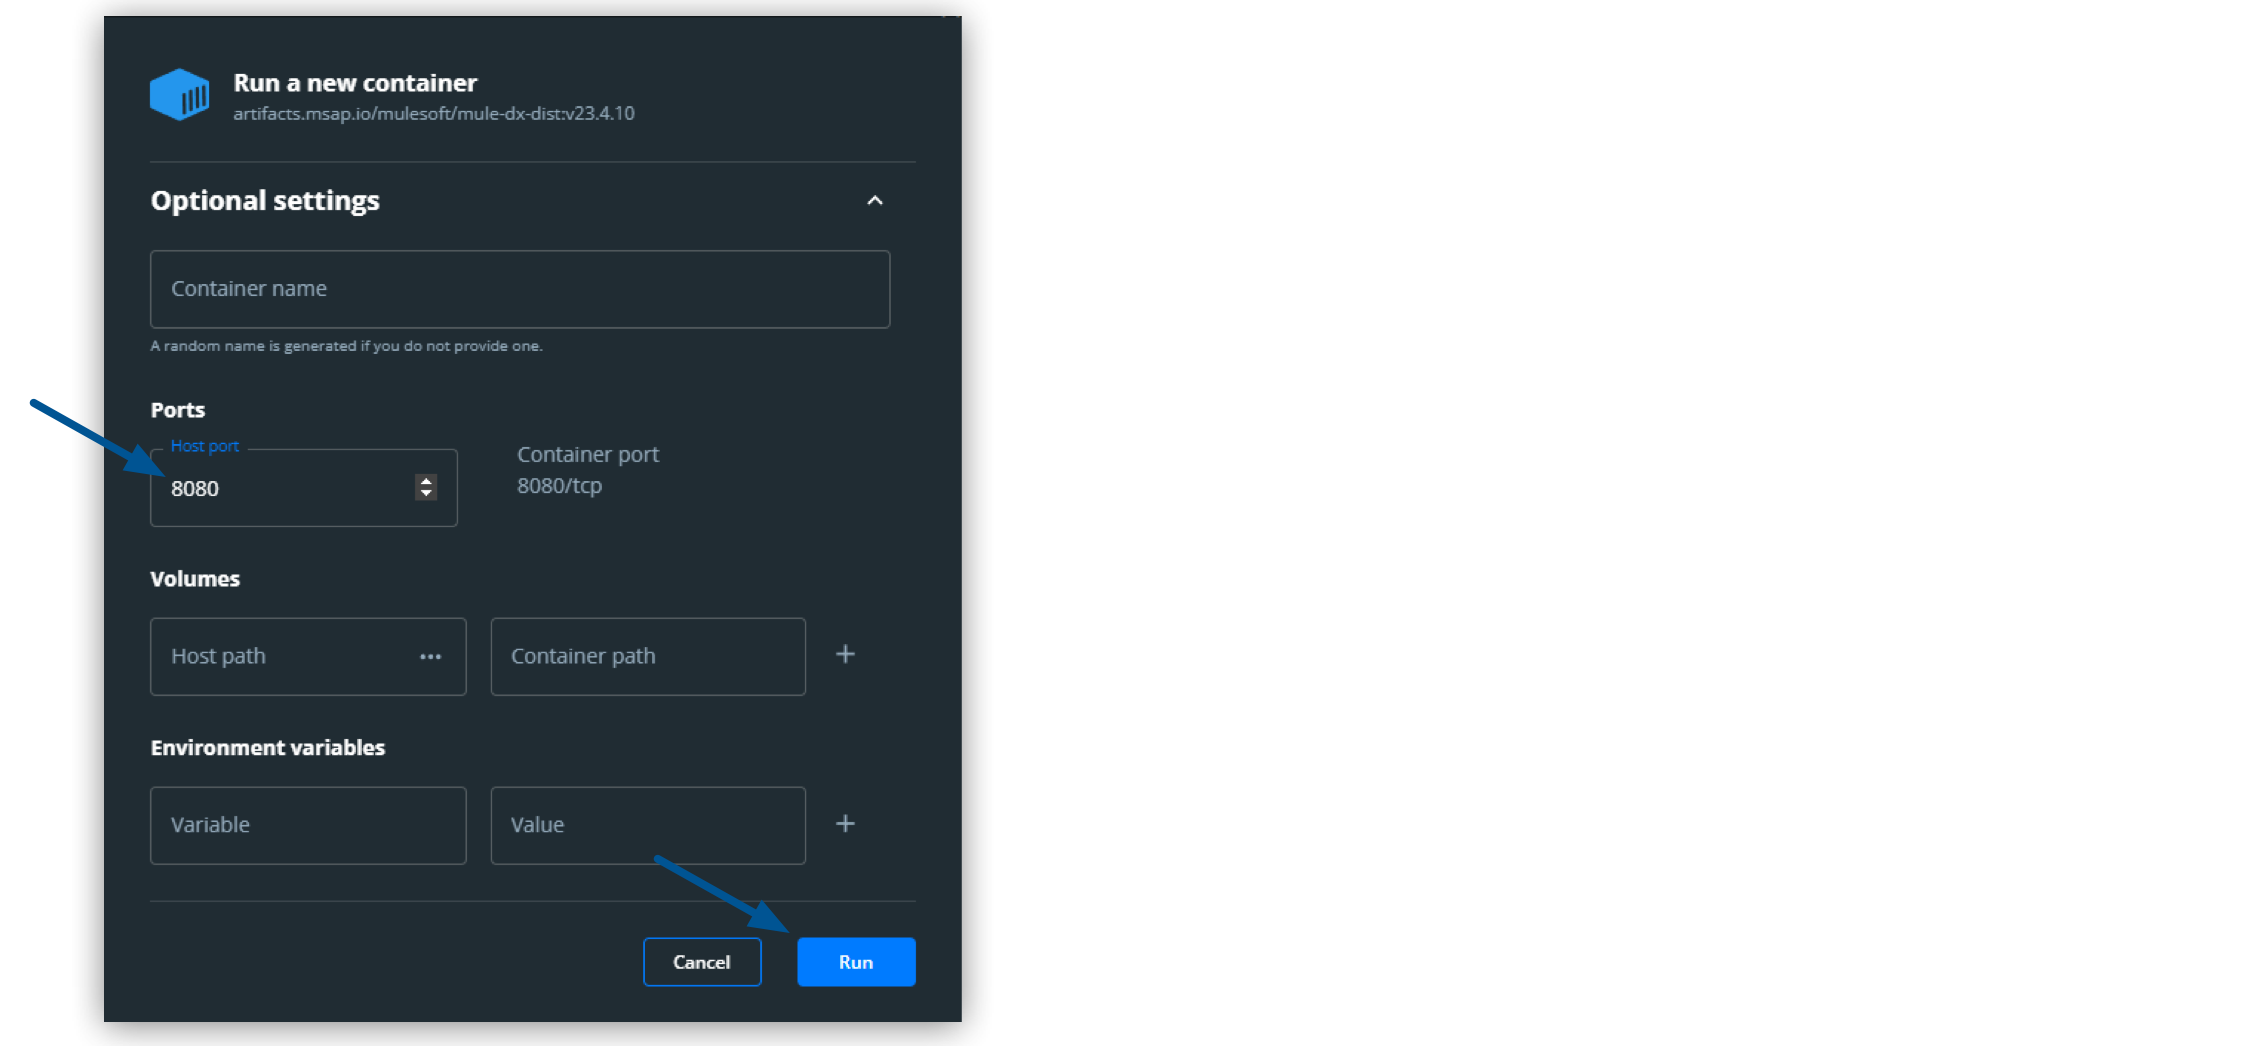 Run a new container
artifacts.msap.io/mulesoft/mule-dx-dist:v23.4.10
Optional settings
Container name
A random name is generated if you do not provide one.
Ports
Host port
8080
Container port
8080/tcp
Volumes
Host path
Container path
Environment variables
Variable
Value
Cancel
Run